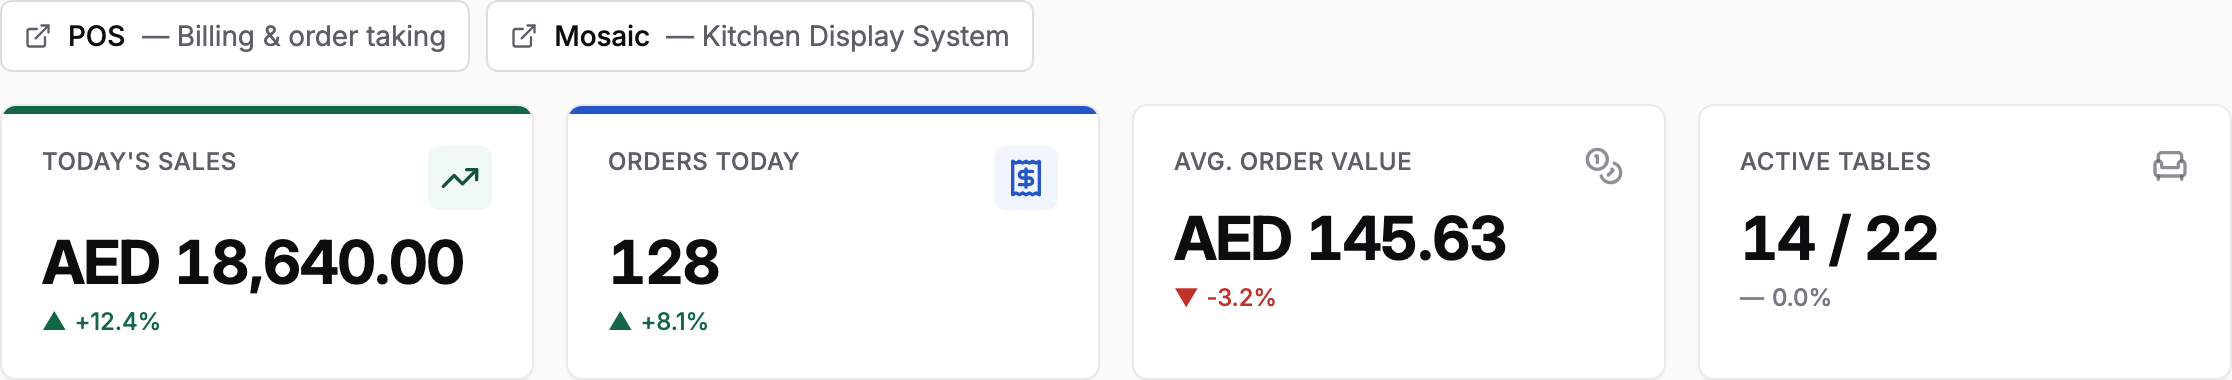 POS — Billing & order taking
Mosaic — Kitchen Display System
TODAY'S SALES
AED 18,640.00
▲ +12.4%
ORDERS TODAY
128
▲ +8.1%
AVG. ORDER VALUE
AED 145.63
▼ -3.2%
ACTIVE TABLES
14 / 22
— 0.0%